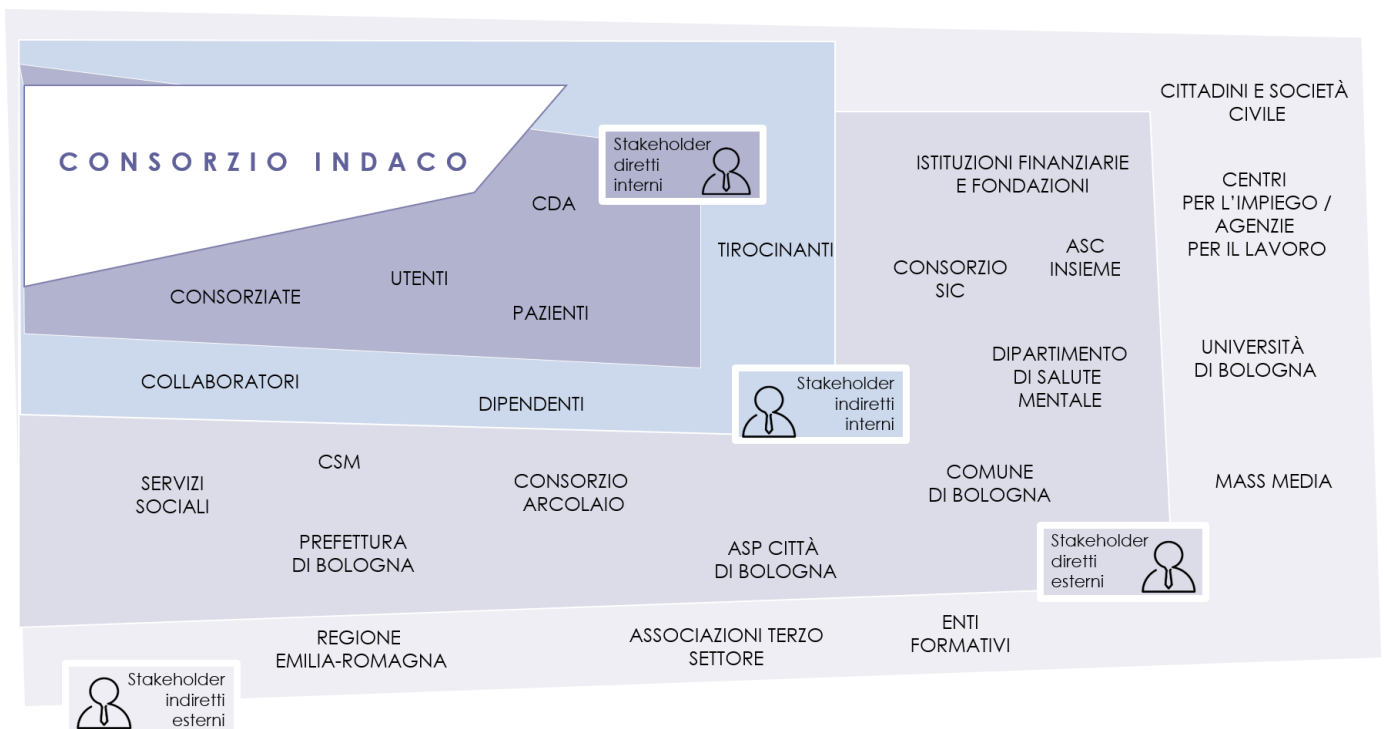 CONSORZIO INDACO
Stakeholder
diretti
interni
CDA
UTENTI
CONSORZIATE
PAZIENTI
TIROCINANTI
COLLABORATORI
DIPENDENTI
Stakeholder
indiretti
interni
ISTITUZIONI FINANZIARIE
E FONDAZIONI
CONSORZIO
SIC
ASC
INSIEME
DIPARTIMENTO
DI SALUTE
MENTALE
COMUNE
DI BOLOGNA
CSM
SERVIZI
SOCIALI
CONSORZIO
ARCOLAIO
PREFETTURA
DI BOLOGNA
ASP CITTÀ
DI BOLOGNA
Stakeholder
diretti
esterni
CITTADINI E SOCIETÀ
CIVILE
CENTRI
PER L'IMPIEGO /
AGENZIE
PER IL LAVORO
UNIVERSITÀ
DI BOLOGNA
MASS MEDIA
ENTI
FORMATIVI
ASSOCIAZIONI TERZO
SETTORE
REGIONE
EMILIA-ROMAGNA
Stakeholder
indiretti
esterni